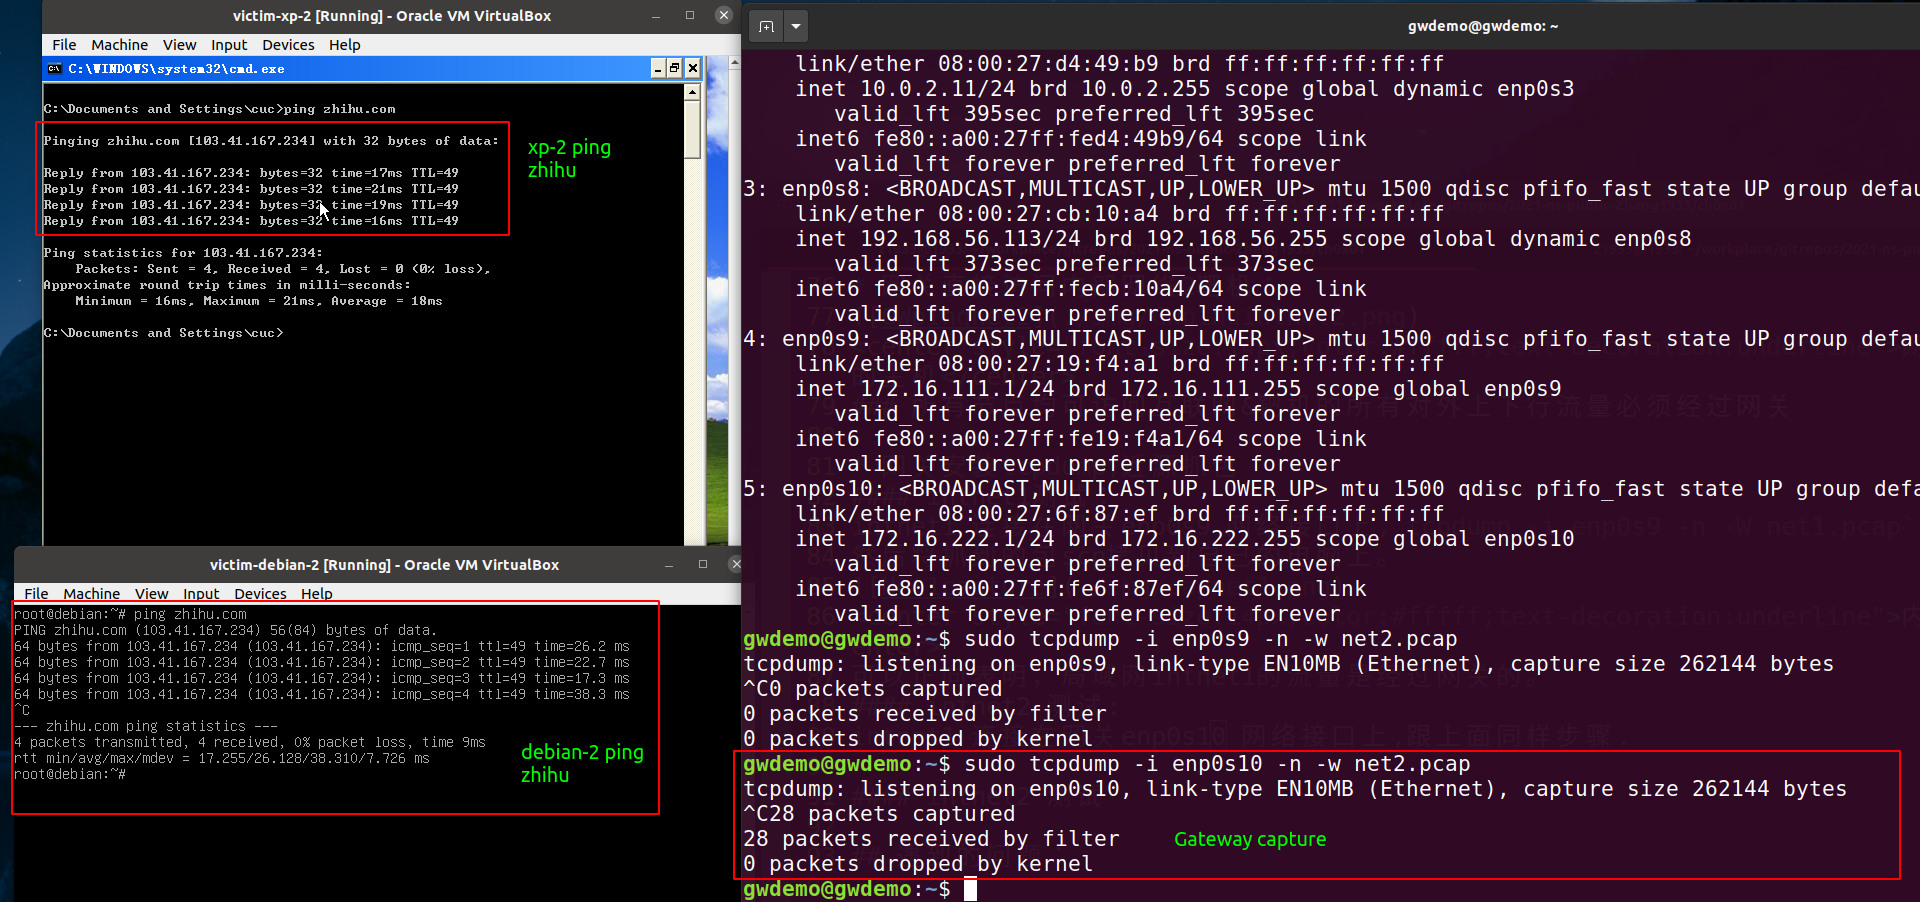 victim-xp-2 [Running] - Oracle VM VirtualBox
File Machine View Input Devices Help
C:\WINDOWS\system32\cmd.exe
C:\Documents and Settings\cuc>ping zhihu.com
Pinging zhihu.com [103.41.167.234] with 32 bytes of data:
Reply from 103.41.167.234: bytes=32 time=17ms TTL=49
Reply from 103.41.167.234: bytes=32 time=21ms TTL=49
Reply from 103.41.167.234: bytes=32 time=19ms TTL=49
Reply from 103.41.167.234: bytes=32 time=16ms TTL=49
xp-2 ping
zhihu
Ping statistics for 103.41.167.234:
Packets: Sent = 4, Received = 4, Lost = 0 (0% loss),
Approximate round trip times in milli-seconds:
Minimum = 16ms, Maximum = 21ms, Average = 18ms
C:\Documents and Settings\cuc>
victim-debian-2 [Running] - Oracle VM VirtualBox
File Machine View Input Devices Help
root@debian:~# ping zhihu.com
PING zhihu.com (103.41.167.234) 56(84) bytes of data.
64 bytes from 103.41.167.234 (103.41.167.234): icmp_seq=1 ttl=49 time=26.2 ms
64 bytes from 103.41.167.234 (103.41.167.234): icmp_seq=2 ttl=49 time=22.7 ms
64 bytes from 103.41.167.234 (103.41.167.234): icmp_seq=3 ttl=49 time=17.3 ms
64 bytes from 103.41.167.234 (103.41.167.234): icmp_seq=4 ttl=49 time=38.3 ms
^C
--- zhihu.com ping statistics ---
4 packets transmitted, 4 received, 0% packet loss, time 9ms
rtt min/avg/max/mdev = 17.255/26.128/38.310/7.726 ms
root@debian:~#
debian-2 ping
zhihu
gwdemo@gwdemo: ~
link/ether 08:00:27:d4:49:b9 brd ff:ff:ff:ff:ff:ff
inet 10.0.2.11/24 brd 10.0.2.255 scope global dynamic enp0s3
valid_lft 395sec preferred_lft 395sec
inet6 fe80::a00:27ff:fed4:49b9/64 scope link
valid_lft forever preferred_lft forever
3: enp0s8: <BROADCAST,MULTICAST,UP,LOWER_UP> mtu 1500 qdisc pfifo_fast state UP group defau
link/ether 08:00:27:cb:10:a4 brd ff:ff:ff:ff:ff:ff
inet 192.168.56.113/24 brd 192.168.56.255 scope global dynamic enp0s8
valid_lft 373sec preferred_lft 373sec
inet6 fe80::a00:27ff:fecb:10a4/64 scope link
valid_lft forever preferred_lft forever
4: enp0s9: <BROADCAST,MULTICAST,UP,LOWER_UP> mtu 1500 qdisc pfifo_fast state UP group defau
link/ether 08:00:27:19:f4:a1 brd ff:ff:ff:ff:ff:ff
inet 172.16.111.1/24 brd 172.16.111.255 scope global enp0s9
valid_lft forever preferred_lft forever
inet6 fe80::a00:27ff:fe19:f4a1/64 scope link
valid_lft forever preferred_lft forever
5: enp0s10: <BROADCAST,MULTICAST,UP,LOWER_UP> mtu 1500 qdisc pfifo_fast state UP group defa
link/ether 08:00:27:6f:87:ef brd ff:ff:ff:ff:ff:ff
inet 172.16.222.1/24 brd 172.16.222.255 scope global enp0s10
valid_lft forever preferred_lft forever
inet6 fe80::a00:27ff:fe6f:87ef/64 scope link
valid_lft forever preferred_lft forever
gwdemo@gwdemo:~$ sudo tcpdump -i enp0s9 -n -w net2.pcap
tcpdump: listening on enp0s9, link-type EN10MB (Ethernet), capture size 262144 bytes
^C0 packets captured
0 packets received by filter
0 packets dropped by kernel
gwdemo@gwdemo:~$ sudo tcpdump -i enp0s10 -n -w net2.pcap
tcpdump: listening on enp0s10, link-type EN10MB (Ethernet), capture size 262144 bytes
^C28 packets captured
28 packets received by filter
Gateway capture
0 packets dropped by kernel
gwdemo@gwdemo:~$